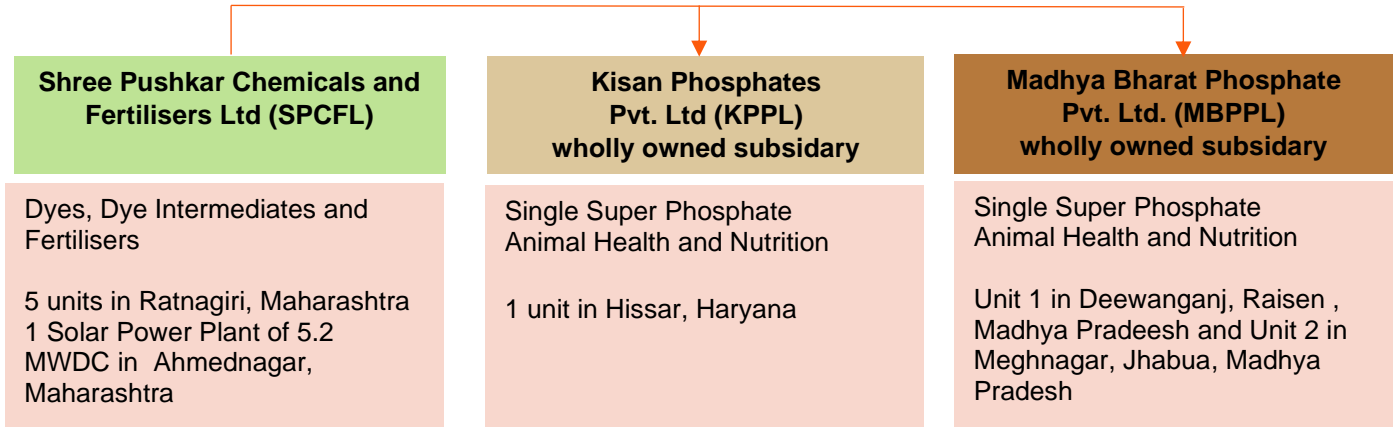 Shree Pushkar Chemicals and
Fertilisers Ltd (SPCFL)
Dyes, Dye Intermediates and
Fertilisers
5 units in Ratnagiri, Maharashtra
1 Solar Power Plant of 5.2
MWDC in Ahmednagar,
Maharashtra
Kisan Phosphates
Pvt. Ltd (KPPL)
wholly owned subsidary
Single Super Phosphate
Animal Health and Nutrition
1 unit in Hissar, Haryana
Madhya Bharat Phosphate
Pvt. Ltd. (MBPPL)
wholly owned subsidary
Single Super Phosphate
Animal Health and Nutrition
Unit 1 in Deewanganj, Raisen ,
Madhya Pradeesh and Unit 2 in
Meghnagar, Jhabua, Madhya
Pradesh